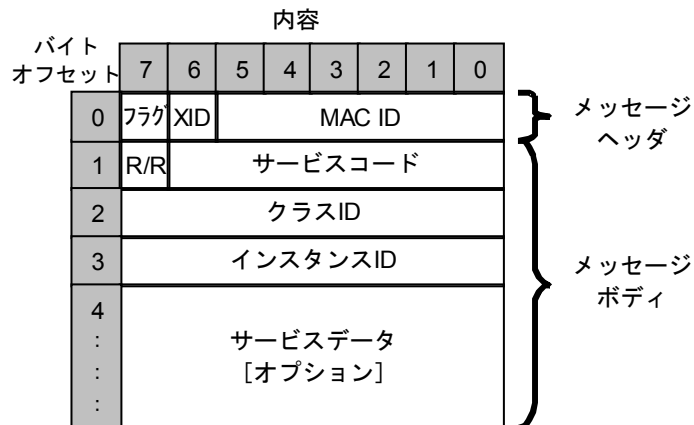 内容
バイト
オフセット
7 6 5 4 3 2 1 0
0 フラグ XID MAC ID
メッセージ
ヘッダ
1 R/R サービスコード
2 クラスID
3 インスタンスID
メッセージ
ボディ
4
:
:
:
サービスデータ
[オプション]